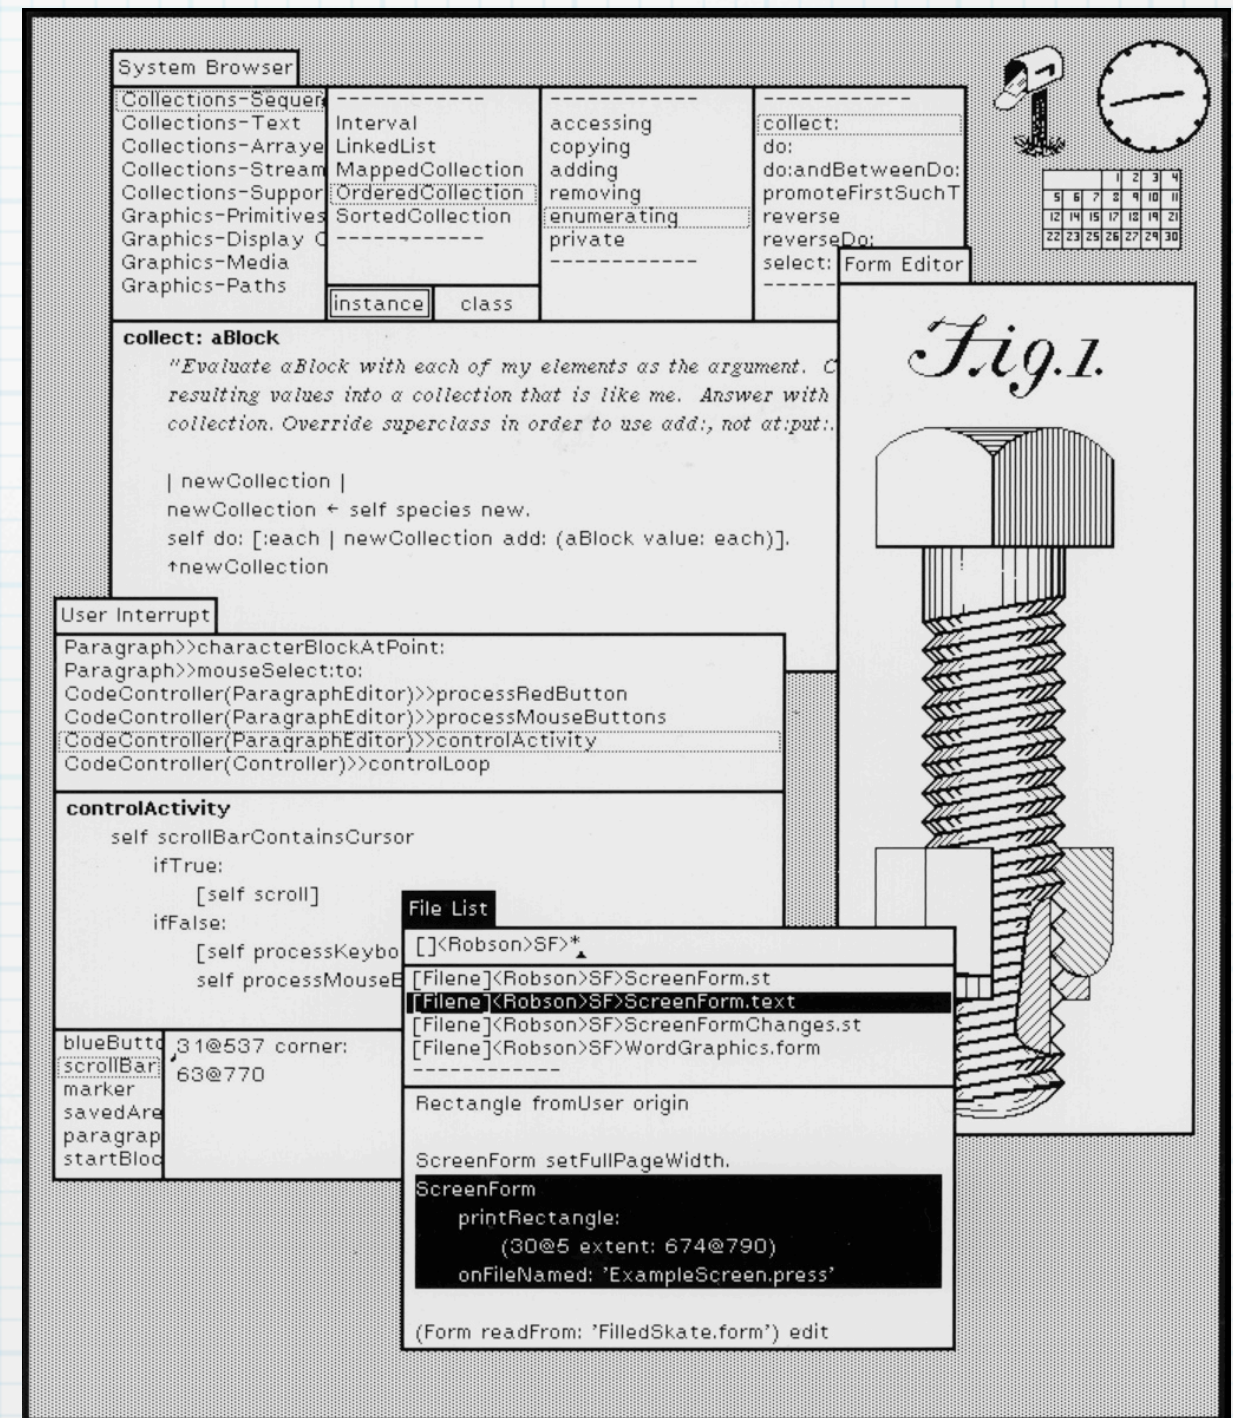 System Browser
Collections-Sequen
Collections-Text
Collections-Arraye
Collections-Stream
Collections-Suppor
Graphics-Primitives
Graphics-Display
Graphics-Media
Graphics-Paths
------------
Interval
LinkedList
MappedCollection
OrderedCollection
SortedCollection
------------
instance
class
------------
accessing
copying
adding
removing
enumerating
private
------------
------------
collect:
do:
do:andBetweenDo:
promoteFirstSuchT
reverse
reverseDo:
select:
------
1 2 3 4
5 6 7 8 9 10 11
12 14 15 17 18 19 21
22 23 25 26 27 29 30
Form Editor
Fig.1.
collect: aBlock
"Evaluate aBlock with each of my elements as the argument. C
resulting values into a collection that is like me. Answer with
collection. Override superclass in order to use add:, not at:put:.
| newCollection |
newCollection ← self species new.
self do: [:each | newCollection add: (aBlock value: each)].
↑newCollection
User Interrupt
Paragraph>>characterBlockAtPoint:
Paragraph>>mouseSelect:to:
CodeController(ParagraphEditor)>>processRedButton
CodeController(ParagraphEditor)>>processMouseButtons
CodeController(ParagraphEditor)>>controlActivity
CodeController(Controller)>>controlLoop
controlActivity
self scrollBarContainsCursor
ifTrue:
[self scroll]
ifFalse:
[self processKeybo
self processMouseB
blueButto
scrollBar
marker
savedAre
paragrap
startBloc
31@537 corner:
63@770
File List
[]<Robson>SF>*
[Filene]<Robson>SF>ScreenForm.st
[Filene]<Robson>SF>ScreenForm.text
[Filene]<Robson>SF>ScreenFormChanges.st
[Filene]<Robson>SF>WordGraphics.form
------------
Rectangle fromUser origin
ScreenForm setFullPageWidth.
ScreenForm
printRectangle:
(30@5 extent: 674@790)
onFileNamed: 'ExampleScreen.press'
(Form readFrom: 'FilledSkate.form') edit